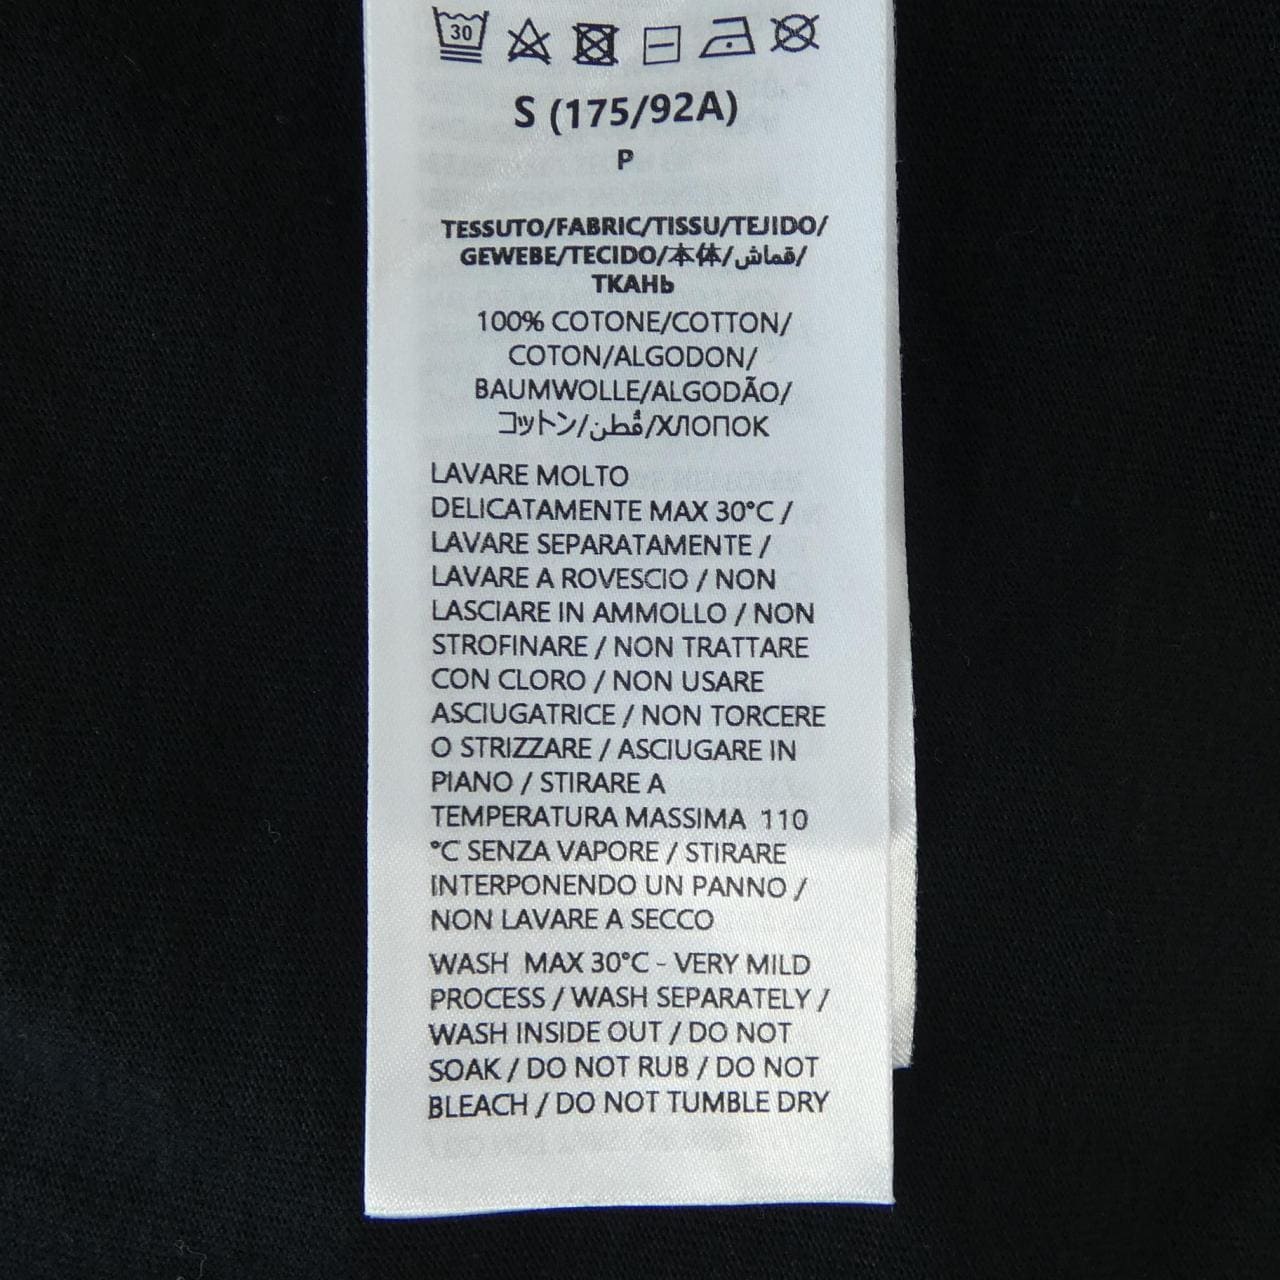 30
S (175/92A)
P
TESSUTO/FABRIC/TISSU/TEJIDO/
GEWEBE/TECIDO/本体/قماش/
ТКАНЬ
100% COTONE/COTTON/
COTON/ALGODON/
BAUMWOLLE/ALGODÃO/
コットン/قُطن/ХЛОПОК
LAVARE MOLTO
DELICATAMENTE MAX 30°C /
LAVARE SEPARATAMENTE /
LAVARE A ROVESCIO / NON
LASCIARE IN AMMOLLO / NON
STROFINARE / NON TRATTARE
CON CLORO / NON USARE
ASCIUGATRICE / NON TORCERE
O STRIZZARE / ASCIUGARE IN
PIANO / STIRARE A
TEMPERATURA MASSIMA 110
°C SENZA VAPORE / STIRARE
INTERPONENDO UN PANNO /
NON LAVARE A SECCO
WASH MAX 30°C - VERY MILD
PROCESS / WASH SEPARATELY /
WASH INSIDE OUT / DO NOT
SOAK / DO NOT RUB / DO NOT
BLEACH / DO NOT TUMBLE DRY